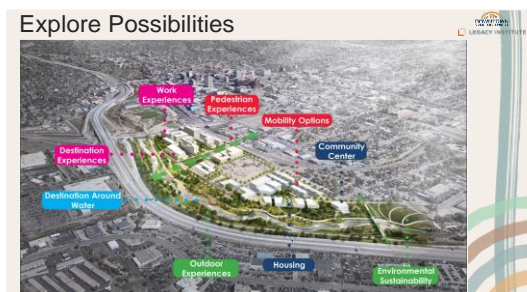 Explore Possibilities
DOWNTOWN
LEGACY INSTITUTE
Work
Experiences
Pedestrian
Experiences
Mobility Options
Community
Center
Destination
Experiences
Destination Around
Water
Outdoor
Experiences
Housing
Environmental
Sustainability